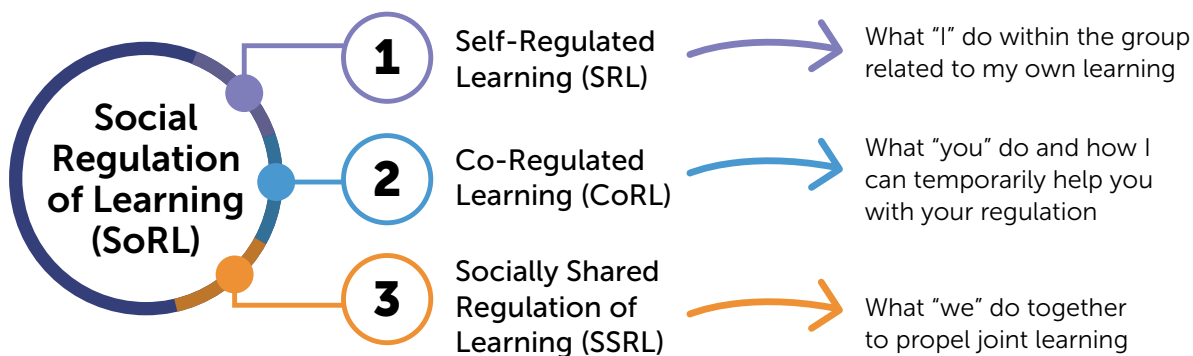 Social
Regulation
of Learning
(SoRL)
1
Self-Regulated
Learning (SRL)
What "I" do within the group
related to my own learning
2
Co-Regulated
Learning (CoRL)
What "you" do and how I
can temporarily help you
with your regulation
3
Socially Shared
Regulation of
Learning (SSRL)
What "we" do together
to propel joint learning